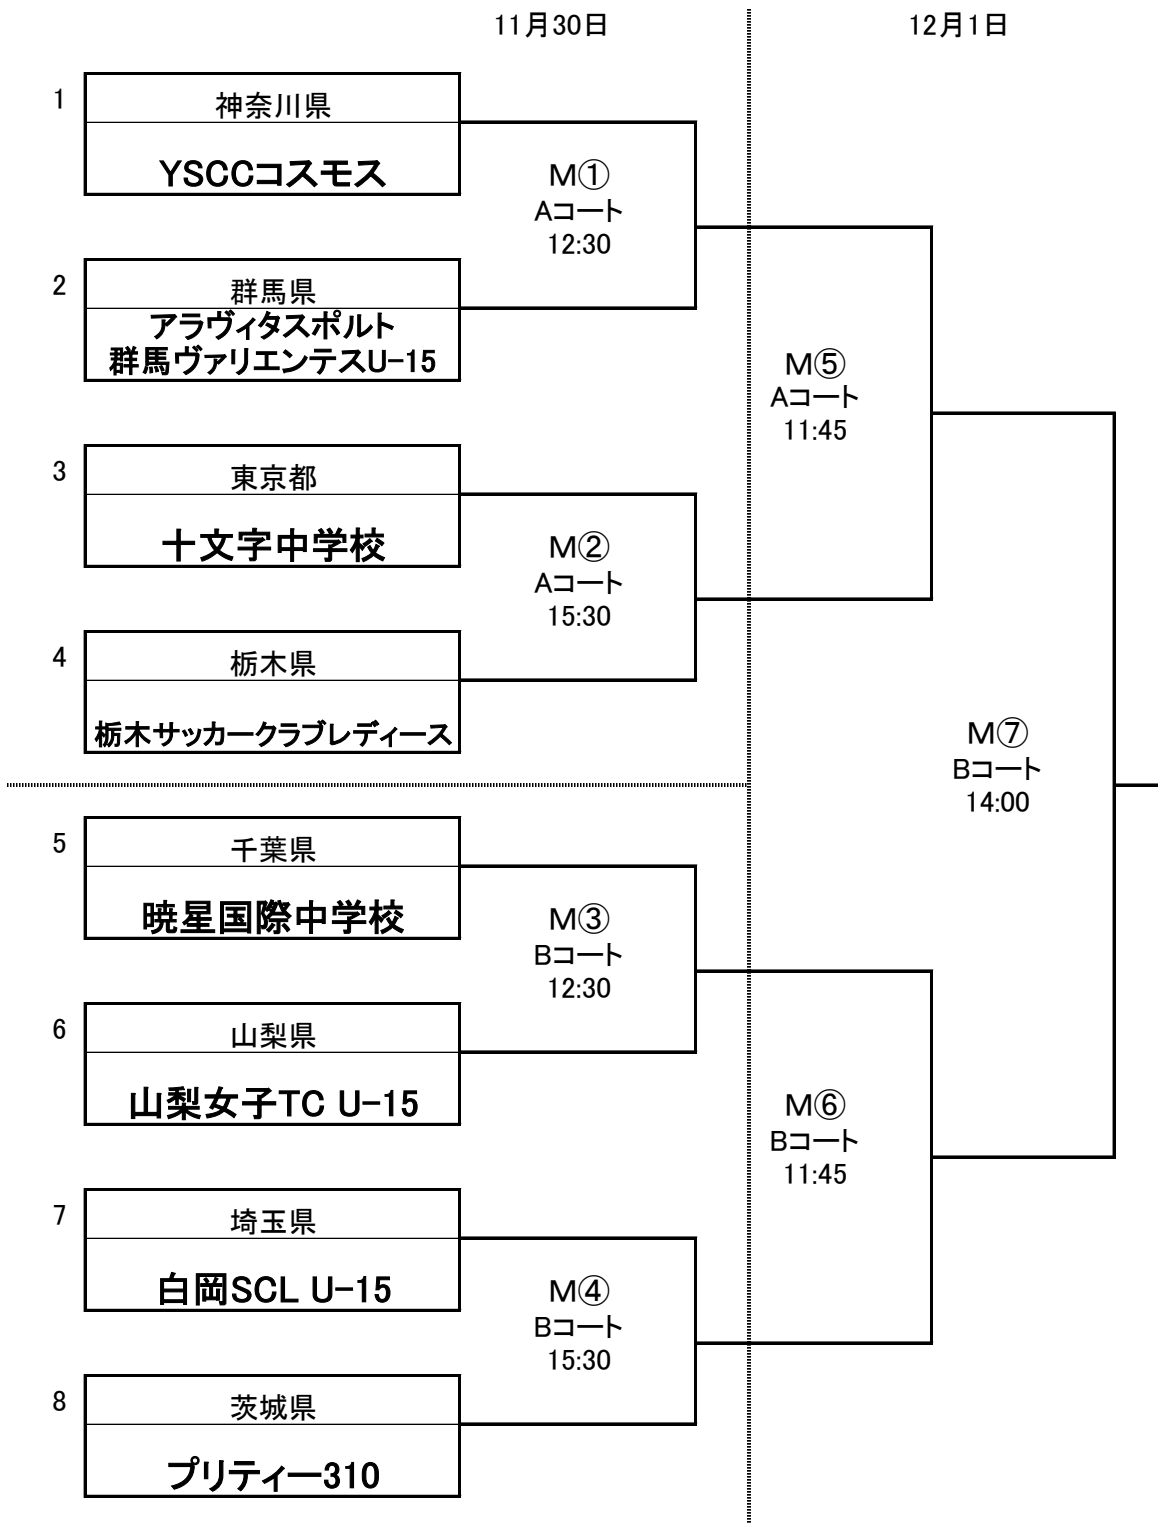 11月30日
12月1日
1
神奈川県
YSCCコスモス
M①
Aコート
12:30
2
群馬県
アラヴィタスポルト
群馬ヴァリエンテスU-15
M⑤
Aコート
11:45
3
東京都
十文字中学校
M②
Aコート
15:30
4
栃木県
栃木サッカークラブレディース
M⑦
Bコート
14:00
5
千葉県
暁星国際中学校
M③
Bコート
12:30
6
山梨県
山梨女子TC U-15
M⑥
Bコート
11:45
7
埼玉県
白岡SCL U-15
M④
Bコート
15:30
8
茨城県
プリティー310